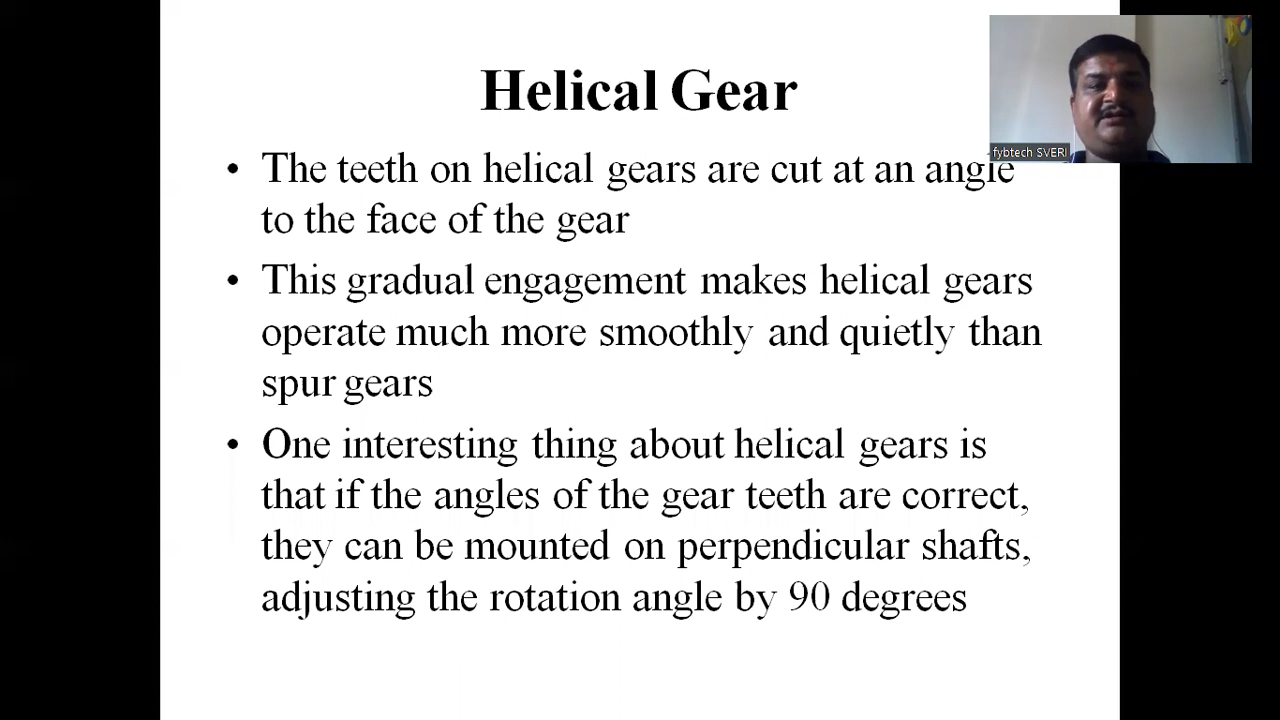 Helical Gear
fybtech SVERI
• The teeth on helical gears are cut at an angle
to the face of the gear
• This gradual engagement makes helical gears
operate much more smoothly and quietly than
spur gears
• One interesting thing about helical gears is
that if the angles of the gear teeth are correct,
they can be mounted on perpendicular shafts,
adjusting the rotation angle by 90 degrees